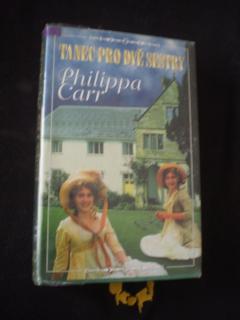 TANEC PRO DVĚ SESTRY
Philippa
Carr